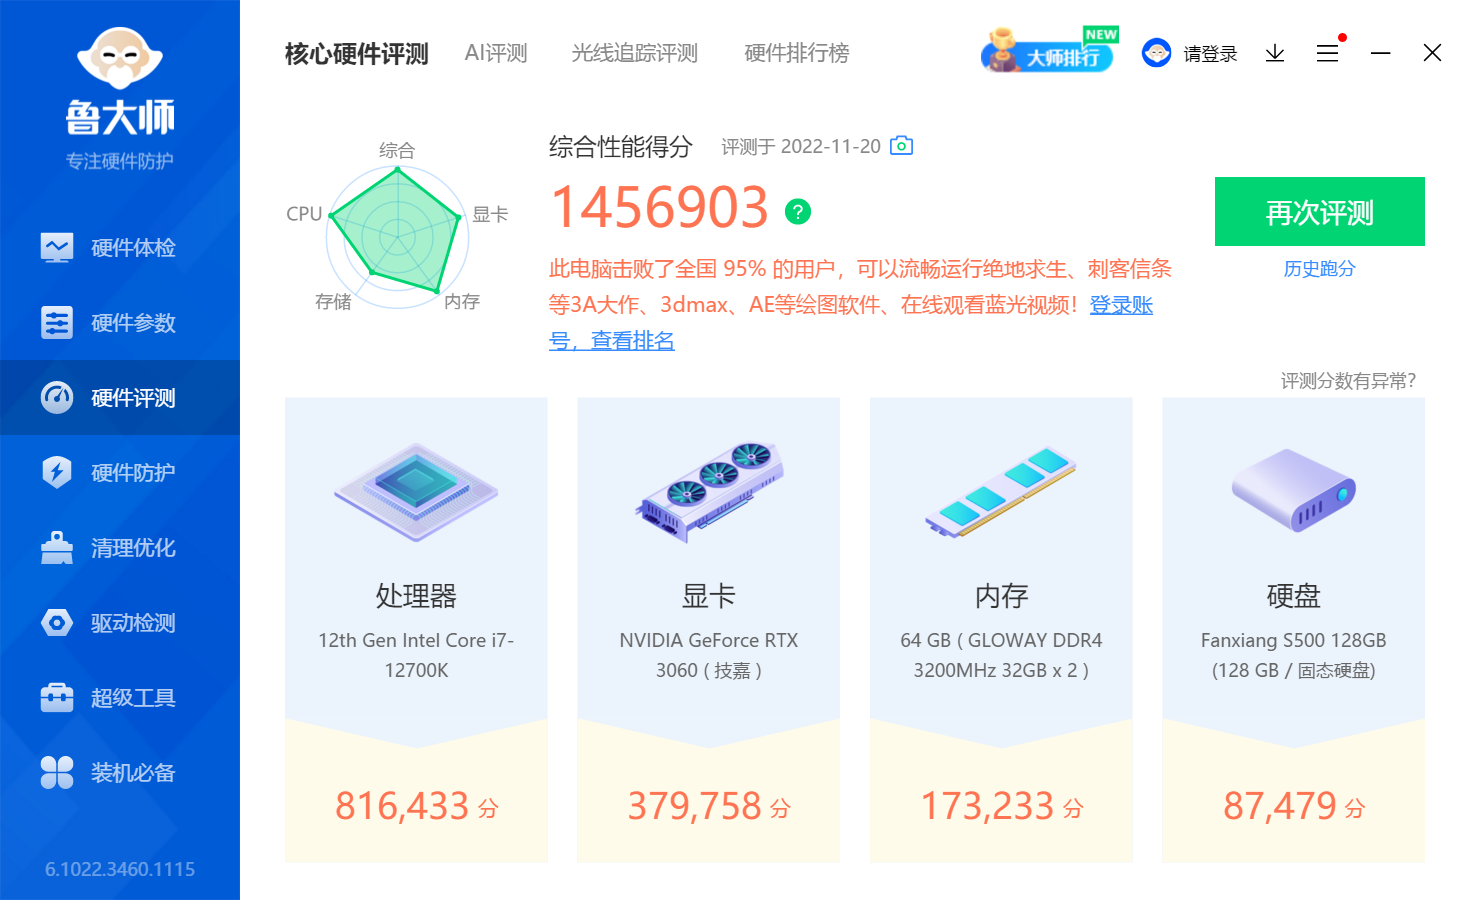 鲁大师
专注硬件防护
硬件体检
硬件参数
硬件评测
硬件防护
清理优化
驱动检测
超级工具
装机必备
6.1022.3460.1115
核心硬件评测 AI评测 光线追踪评测 硬件排行榜
大师排行 NEW
请登录
综合
CPU
显卡
存储
内存
综合性能得分 评测于 2022-11-20
1456903 ?
此电脑击败了全国 95% 的用户，可以流畅运行绝地求生、刺客信条
等3A大作、3dmax、AE等绘图软件、在线观看蓝光视频！登录账
号，查看排名
再次评测
历史跑分
评测分数有异常?
处理器
12th Gen Intel Core i7-
12700K
816,433 分
显卡
NVIDIA GeForce RTX
3060 ( 技嘉 )
379,758 分
内存
64 GB ( GLOWAY DDR4
3200MHz 32GB x 2 )
173,233 分
硬盘
Fanxiang S500 128GB
(128 GB / 固态硬盘)
87,479 分